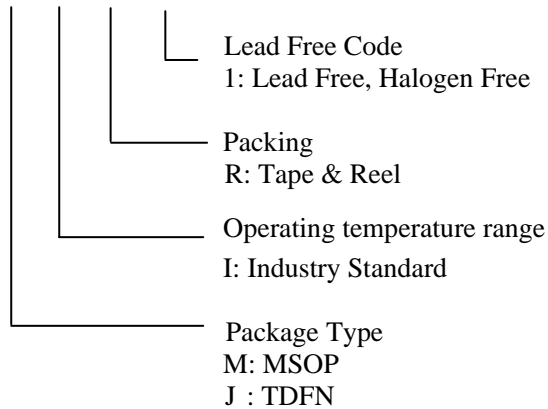 Lead Free Code
1: Lead Free, Halogen Free
Packing
R: Tape & Reel
Operating temperature range
I: Industry Standard
Package Type
M: MSOP
J : TDFN